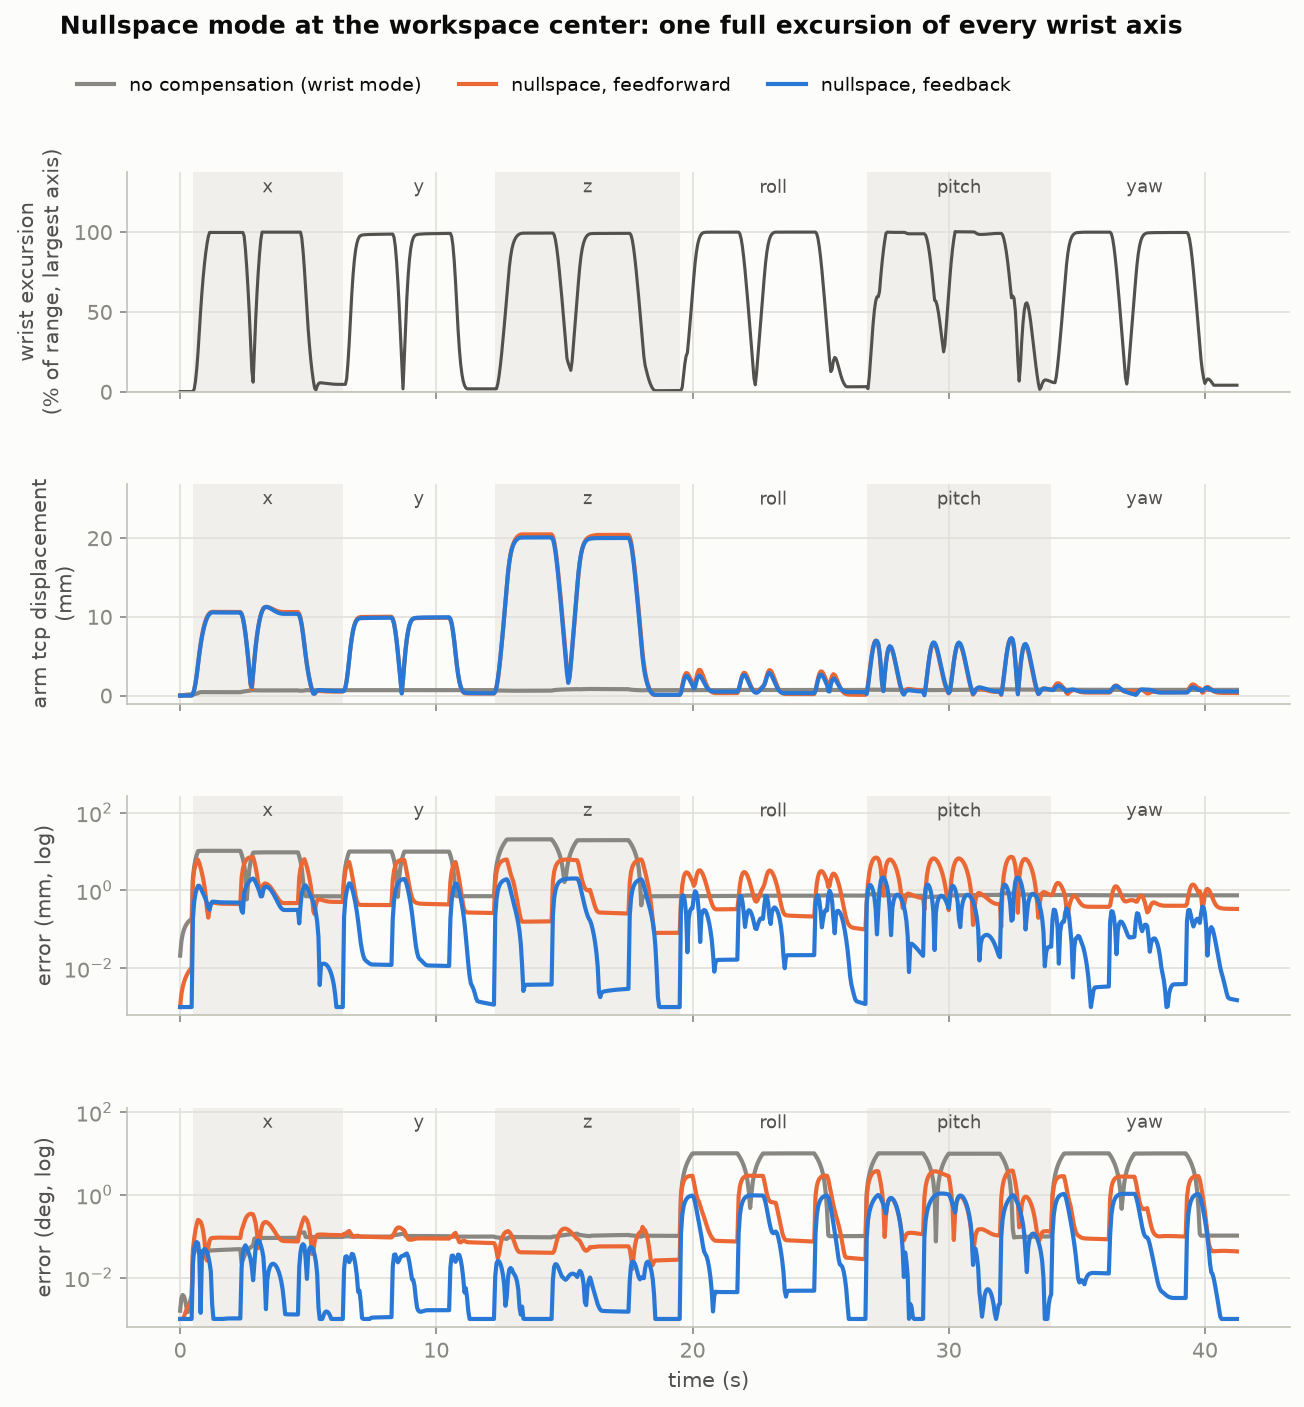 Nullspace mode at the workspace center: one full excursion of every wrist axis
no compensation (wrist mode)
nullspace, feedforward
nullspace, feedback
wrist excursion
(% of range, largest axis)
x
y
z
roll
pitch
yaw
100
50
0
arm tcp displacement
(mm)
x
y
z
roll
pitch
yaw
20
10
0
error (mm, log)
x
y
z
roll
pitch
yaw
10²
10⁰
10⁻²
error (deg, log)
x
y
z
roll
pitch
yaw
10²
10⁰
10⁻²
0
10
20
30
40
time (s)